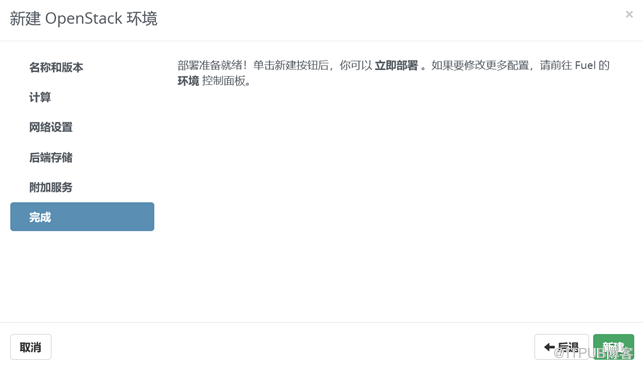 新建 OpenStack 环境
×
名称和版本
计算
网络设置
后端存储
附加服务
完成
部署准备就绪！单击新建按钮后，你可以 立即部署 。如果要修改更多配置，请前往 Fuel 的
环境 控制面板。
取消
后退
新建
@ITPUB博客